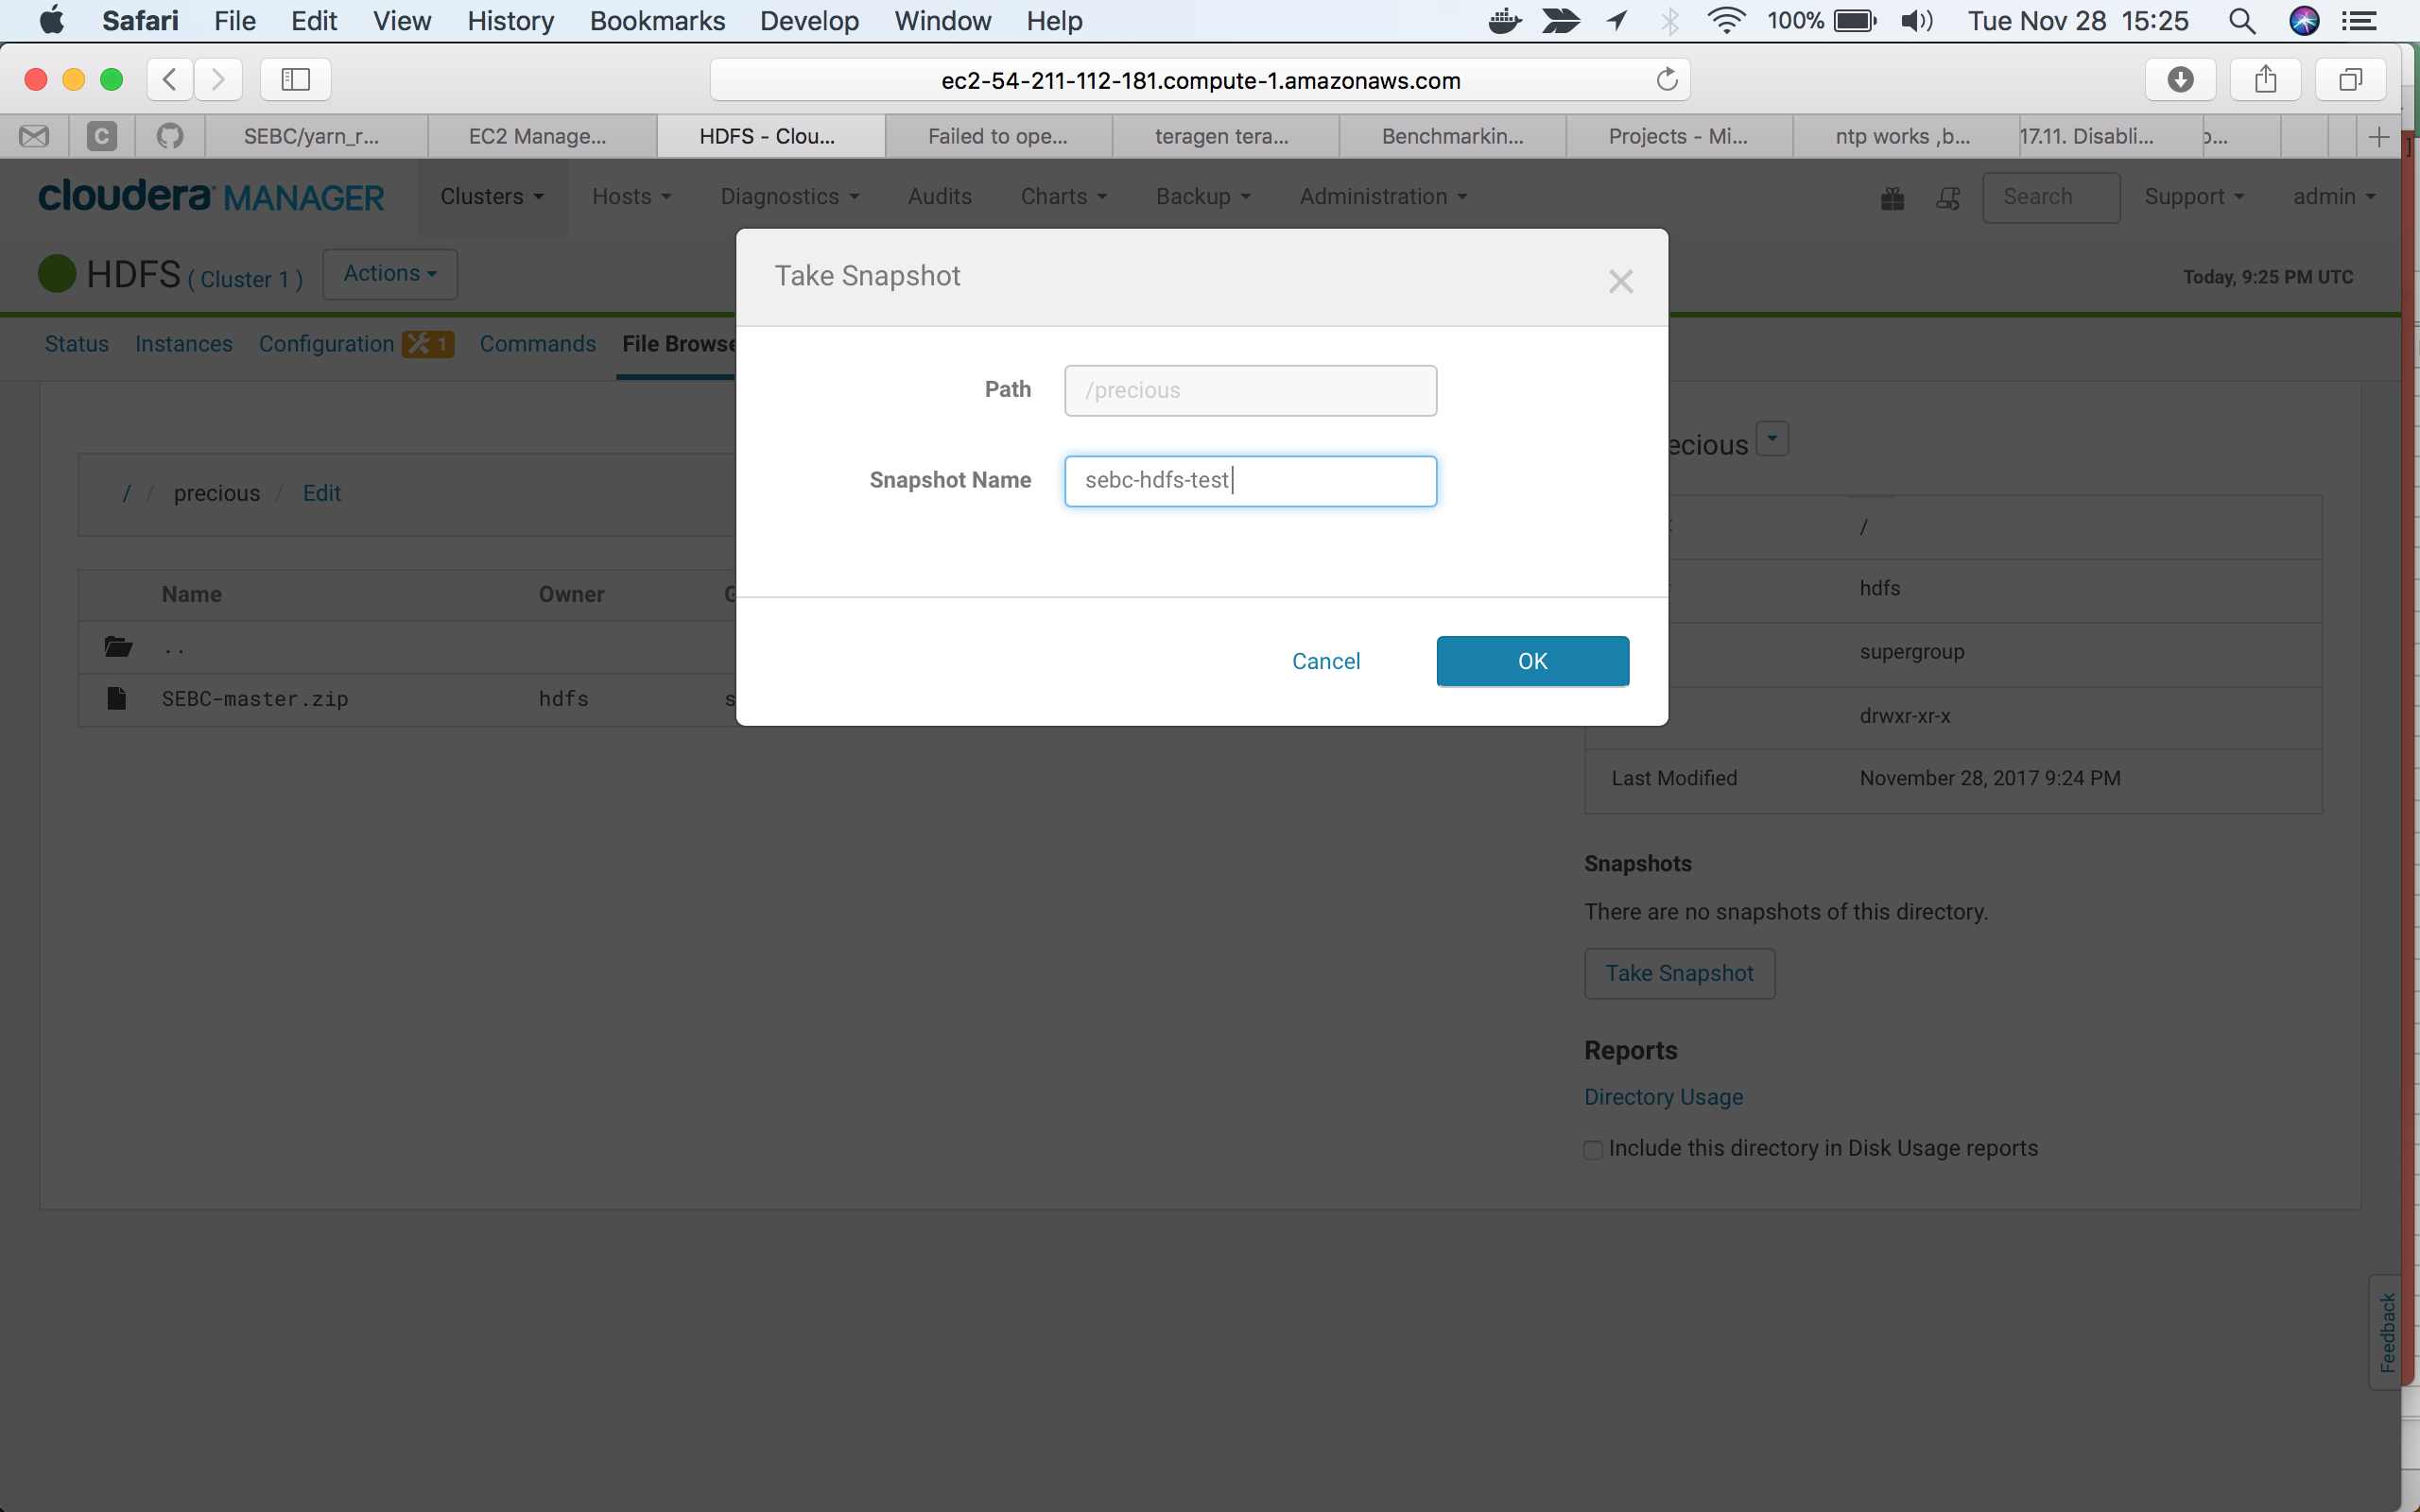 Safari File Edit View History Bookmarks Develop Window Help 100% Tue Nov 28 15:25
ec2-54-211-112-181.compute-1.amazonaws.com
C SEBC/yarn_r... EC2 Manage... HDFS - Clou... Failed to ope... teragen tera... Benchmarkin... Projects - Mi... ntp works ,b... 17.11. Disabli...
cloudera MANAGER Clusters Hosts Diagnostics Audits Charts Backup Administration Search Support admin
HDFS ( Cluster 1 ) Actions Today, 9:25 PM UTC
Status Instances Configuration 1 Commands File Browse
Take Snapshot
Path /precious
Snapshot Name sebc-hdfs-test
Cancel OK
/ / precious / Edit
Name Owner
..
SEBC-master.zip hdfs s
ecious
/
hdfs
supergroup
drwxr-xr-x
Last Modified November 28, 2017 9:24 PM
Snapshots
There are no snapshots of this directory.
Take Snapshot
Reports
Directory Usage
Include this directory in Disk Usage reports
Feedback